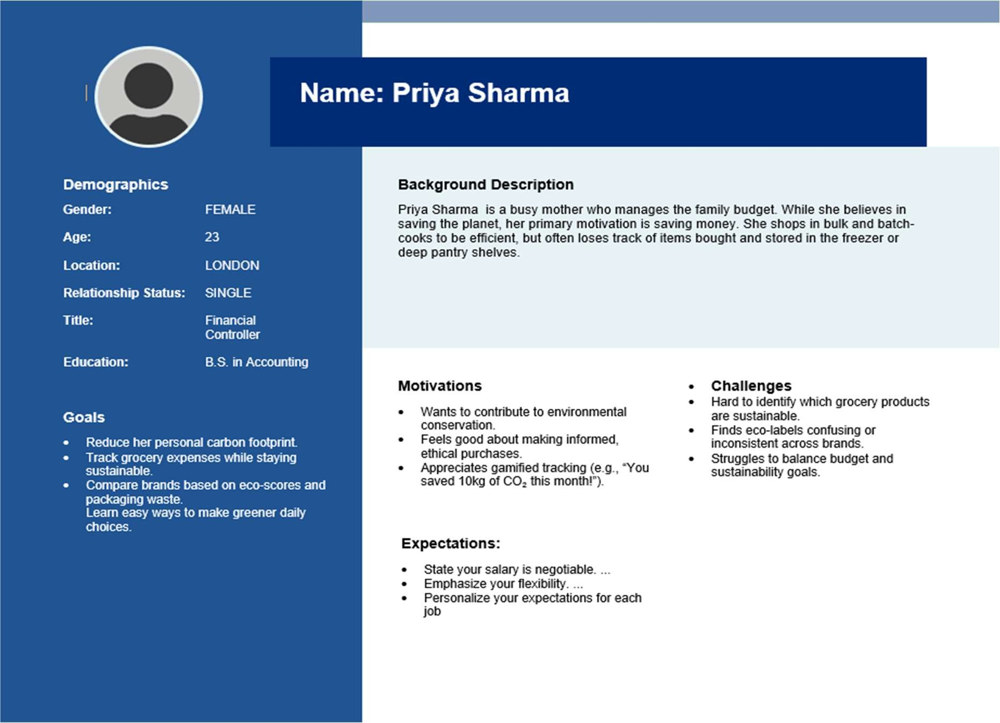 Name: Priya Sharma
Demographics
Gender: FEMALE
Age: 23
Location: LONDON
Relationship Status: SINGLE
Title: Financial
Controller
Education: B.S. in Accounting
Goals
• Reduce her personal carbon footprint.
• Track grocery expenses while staying
sustainable.
• Compare brands based on eco-scores and
packaging waste.
Learn easy ways to make greener daily
choices.
Background Description
Priya Sharma  is a busy mother who manages the family budget. While she believes in
saving the planet, her primary motivation is saving money. She shops in bulk and batch-
cooks to be efficient, but often loses track of items bought and stored in the freezer or
deep pantry shelves.
Motivations
• Wants to contribute to environmental
conservation.
• Feels good about making informed,
ethical purchases.
• Appreciates gamified tracking (e.g., “You
saved 10kg of CO₂ this month!”).
• Challenges
• Hard to identify which grocery products
are sustainable.
• Finds eco-labels confusing or
inconsistent across brands.
• Struggles to balance budget and
sustainability goals.
Expectations:
• State your salary is negotiable. ...
• Emphasize your flexibility. ...
• Personalize your expectations for each
job